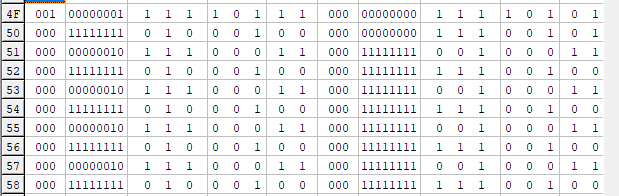 4F 001 00000001 1 1 1 1 0 1 1 1 000 00000000 1 1 1 1 0 1 0 1
50 000 11111111 0 1 0 0 0 1 0 0 000 00000000 1 1 1 0 0 1 0 1
51 000 00000010 1 1 1 0 0 0 1 1 000 11111111 0 0 1 0 0 0 1 1
52 000 11111111 0 1 0 0 0 1 0 0 000 11111111 1 1 1 0 0 1 0 0
53 000 00000010 1 1 1 0 0 0 1 1 000 11111111 0 0 1 0 0 0 1 1
54 000 11111111 0 1 0 0 0 1 0 0 000 11111111 1 1 1 0 0 1 0 0
55 000 00000010 1 1 1 0 0 0 1 1 000 11111111 0 0 1 0 0 0 1 1
56 000 11111111 0 1 0 0 0 1 0 0 000 11111111 1 1 1 0 0 1 0 0
57 000 00000010 1 1 1 0 0 0 1 1 000 11111111 0 0 1 0 0 0 1 1
58 000 11111111 0 1 0 0 0 1 0 0 000 11111111 1 1 1 0 0 1 0 0